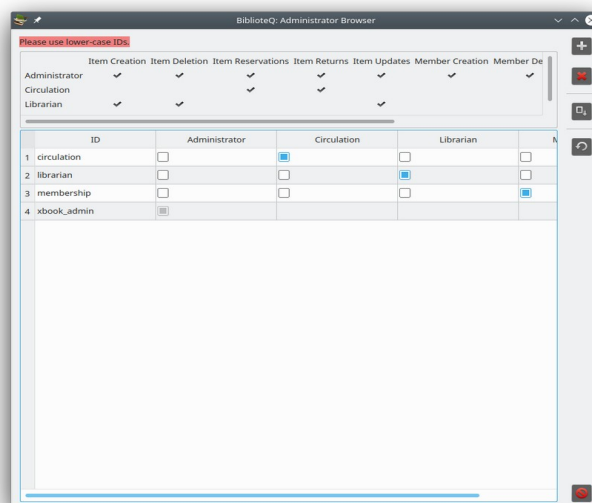 BiblioteQ: Administrator Browser
Please use lower-case IDs.
Item Creation Item Deletion Item Reservations Item Returns Item Updates Member Creation Member De
Administrator ✓ ✓ ✓ ✓ ✓ ✓ ✓
Circulation ✓ ✓
Librarian ✓ ✓ ✓
ID Administrator Circulation Librarian
1 circulation
2 librarian
3 membership
4 xbook_admin